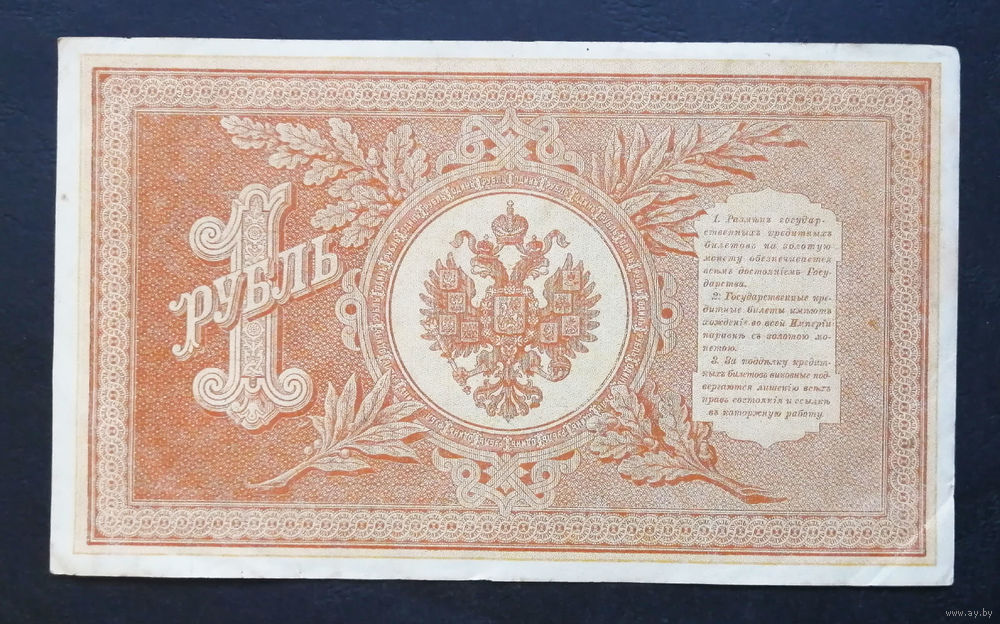 1
РУБЛЬ
1. Размѣнъ государ-
ственныхъ кредитныхъ
билетовъ на золотую
монету обезпечивается
всѣмъ достояніемъ Госу-
дарства.
2. Государственные кре-
дитные билеты имѣютъ
хожденіе во всей Имперіи
наравнѣ съ золотою мо-
нетою.
3. За поддѣлку кредит-
ныхъ билетовъ виновные под-
вергаются лишенію всѣхъ
правъ состоянія и ссылкѣ
въ каторжную работу.
www.ay.by